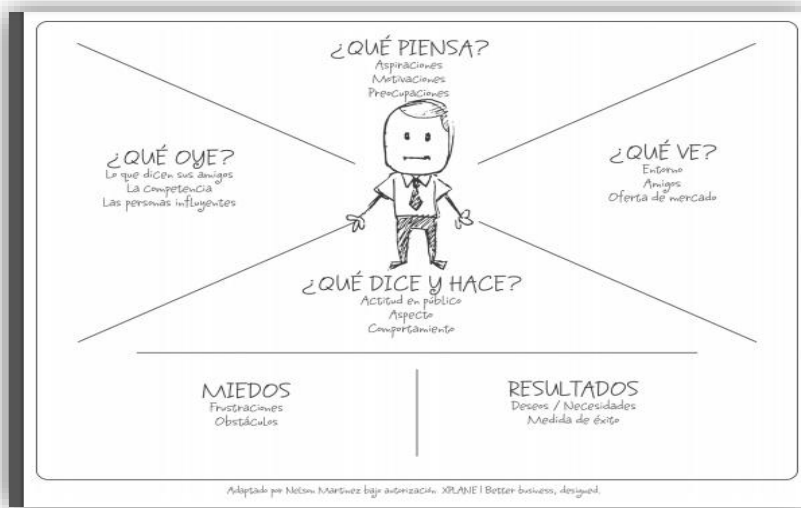 ¿QUÉ PIENSA?
Aspiraciones
Motivaciones
Preocupaciones
¿QUÉ OYE?
Lo que dicen sus amigos
La competencia
Las personas influyentes
¿QUÉ VE?
Entorno
Amigos
Oferta de mercado
¿QUÉ DICE Y HACE?
Actitud en público
Aspecto
Comportamiento
MIEDOS
Frustraciones
Obstáculos
RESULTADOS
Deseos / Necesidades
Medida de éxito
Adaptado por Nelson Martinez bajo autorización. XPLANE | Better business, designed.